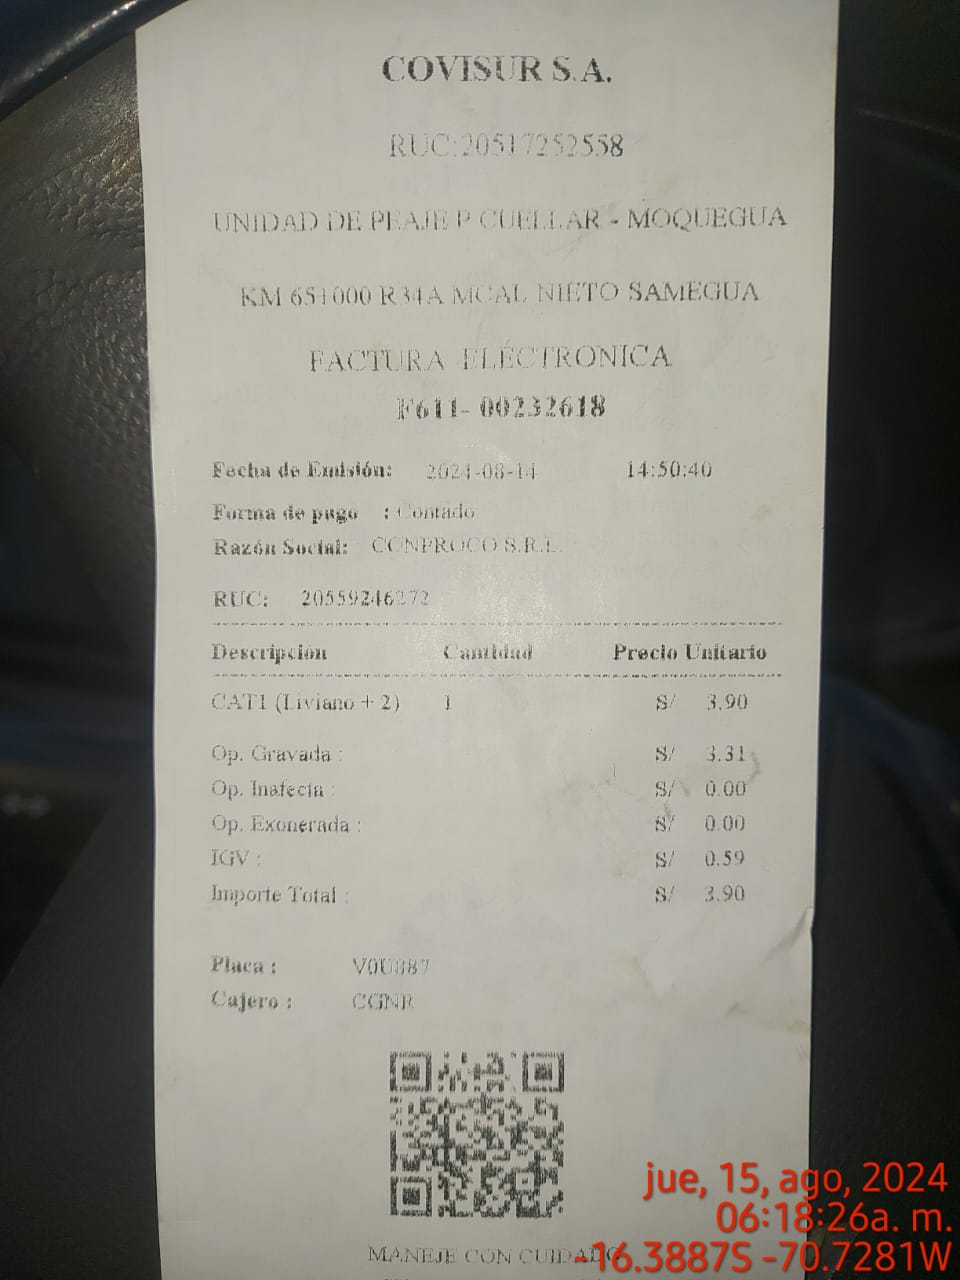 COVISUR S.A.
RUC:20517252558
UNIDAD DE PEAJE P CUELLAR - MOQUEGUA
KM 651000 R34A MCAL NIETO SAMEGUA
FACTURA ELÉCTRONICA
F611- 00232618
Fecha de Emisión: 2024-08-14 14:50:40
Forma de pago : Contado
Razón Social: CONPROCO S.R.L.
RUC: 20559246272
Descripción Cantidad Precio Unitario
CAT1 (Liviano + 2) 1 S/ 3.90
Op. Gravada : S/ 3.31
Op. Inafecta : S/ 0.00
Op. Exonerada : S/ 0.00
IGV : S/ 0.59
Importe Total : S/ 3.90
Placa : V0U887
Cajero : CGNR
MANEJE CON CUIDADO
jue, 15, ago, 2024
06:18:26a. m.
-16.3887S -70.7281W